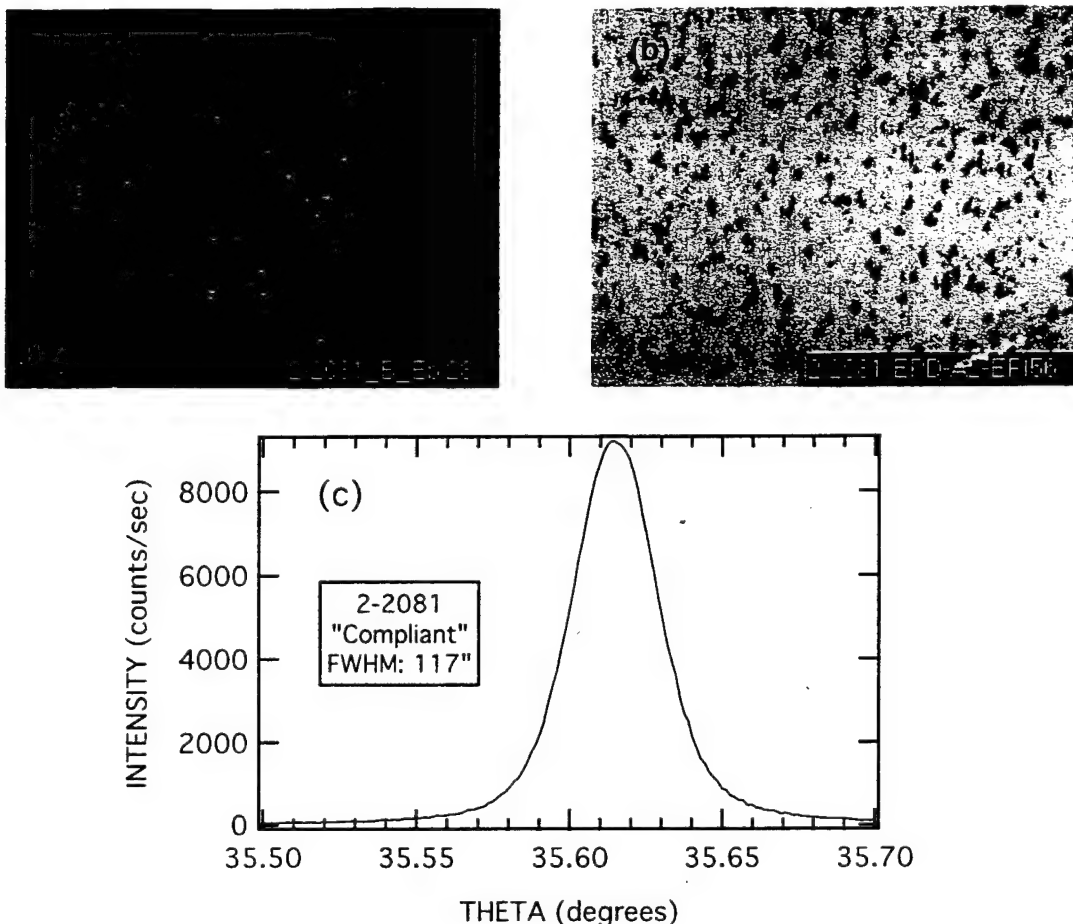 (b)
(c)
INTENSITY (counts/sec)
8000
6000
4000
2000
0
2-2081
"Compliant"
FWHM: 117"
35.50
35.55
35.60
35.65
35.70
THETA (degrees)